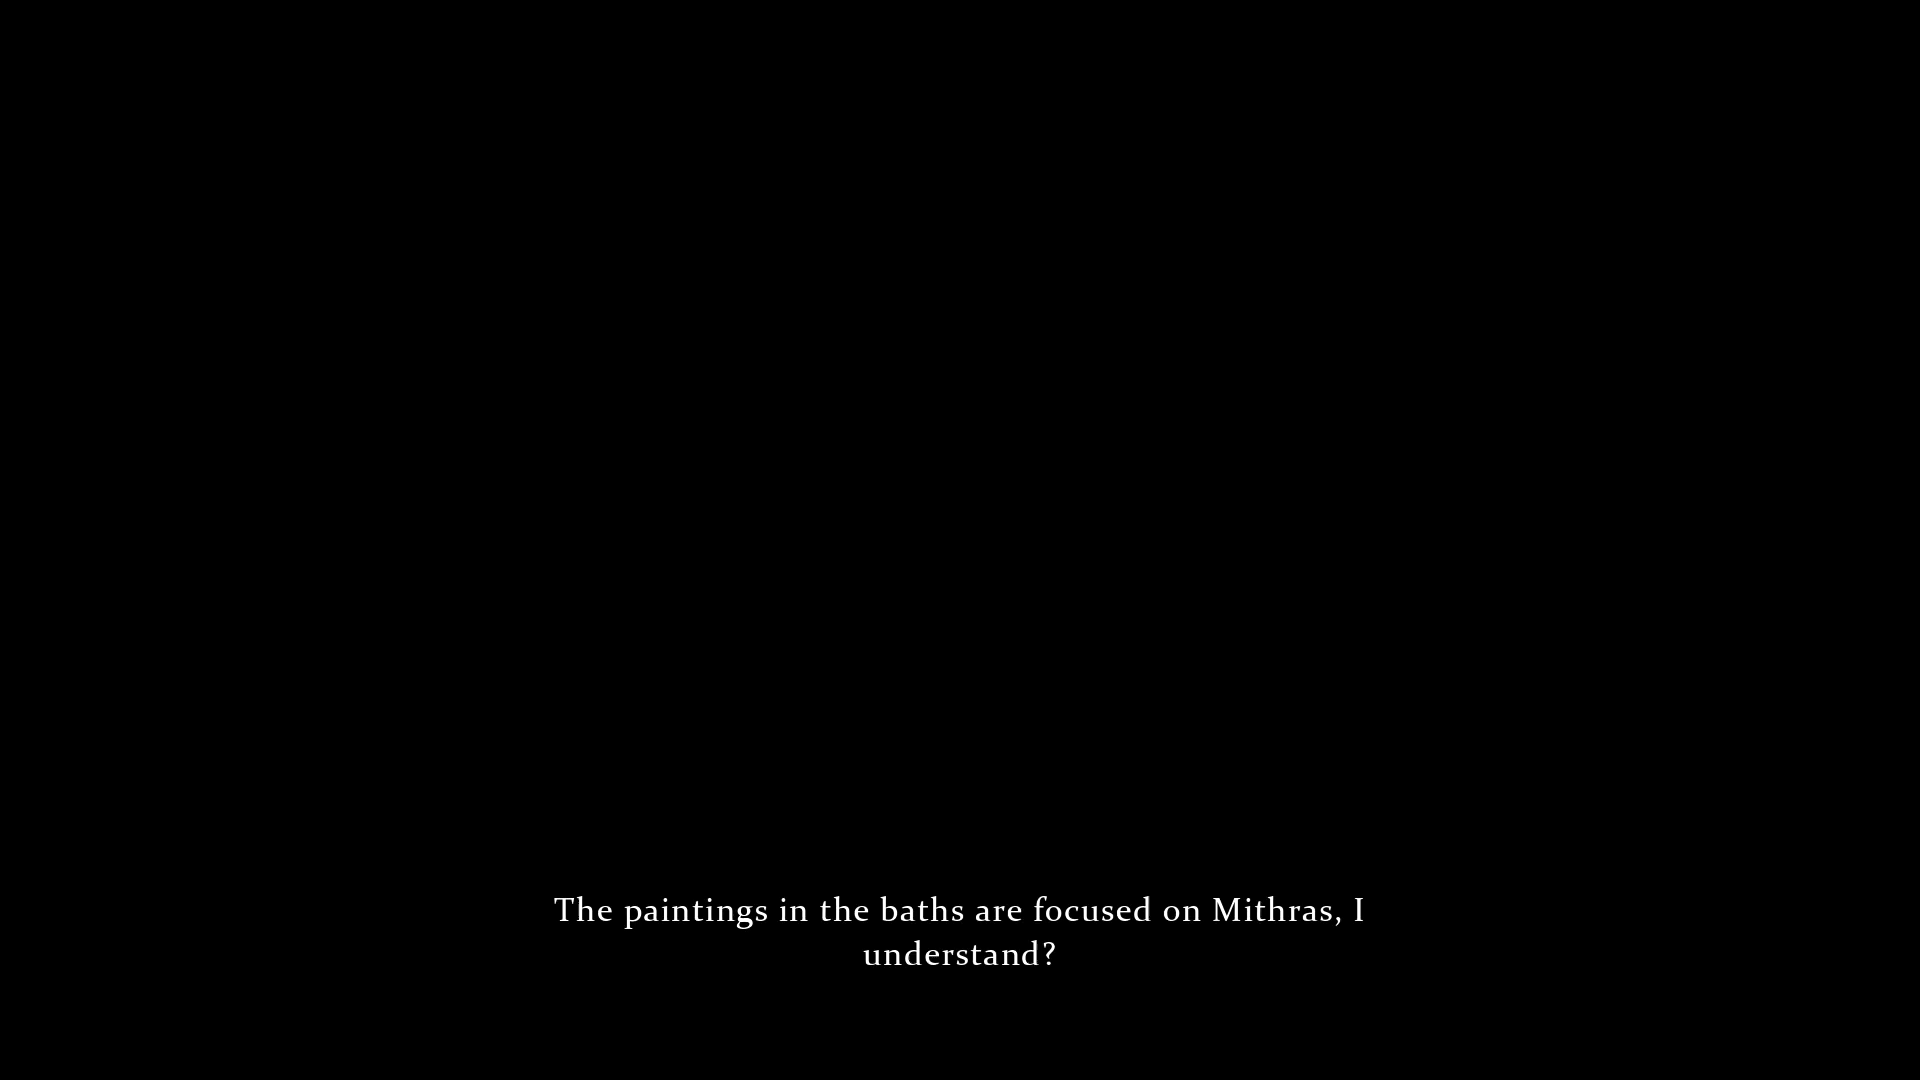 The paintings in the baths are focused on Mithras, I
understand?